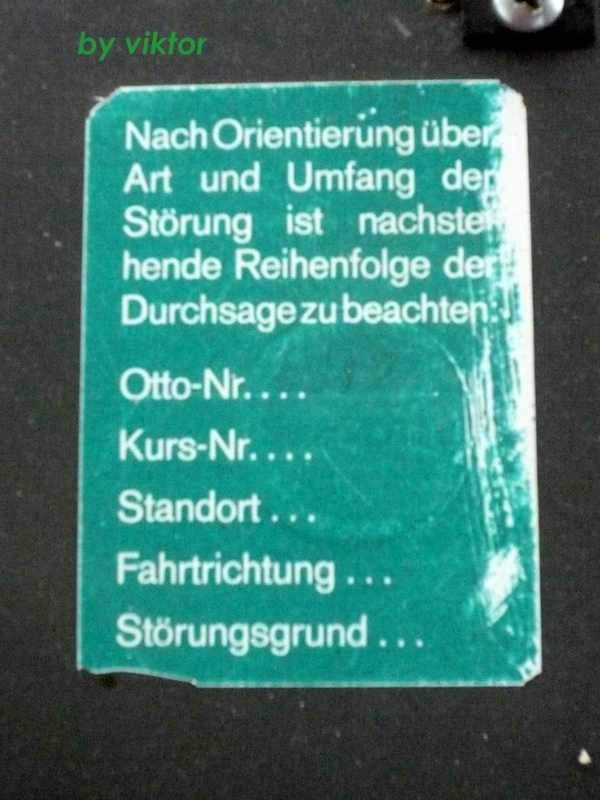 by viktor
Nach Orientierung über
Art und Umfang der
Störung ist nachste
hende Reihenfolge der
Durchsage zu beachten:
Otto-Nr. . . .
Kurs-Nr. . . .
Standort . . .
Fahrtrichtung . . .
Störungsgrund . . .